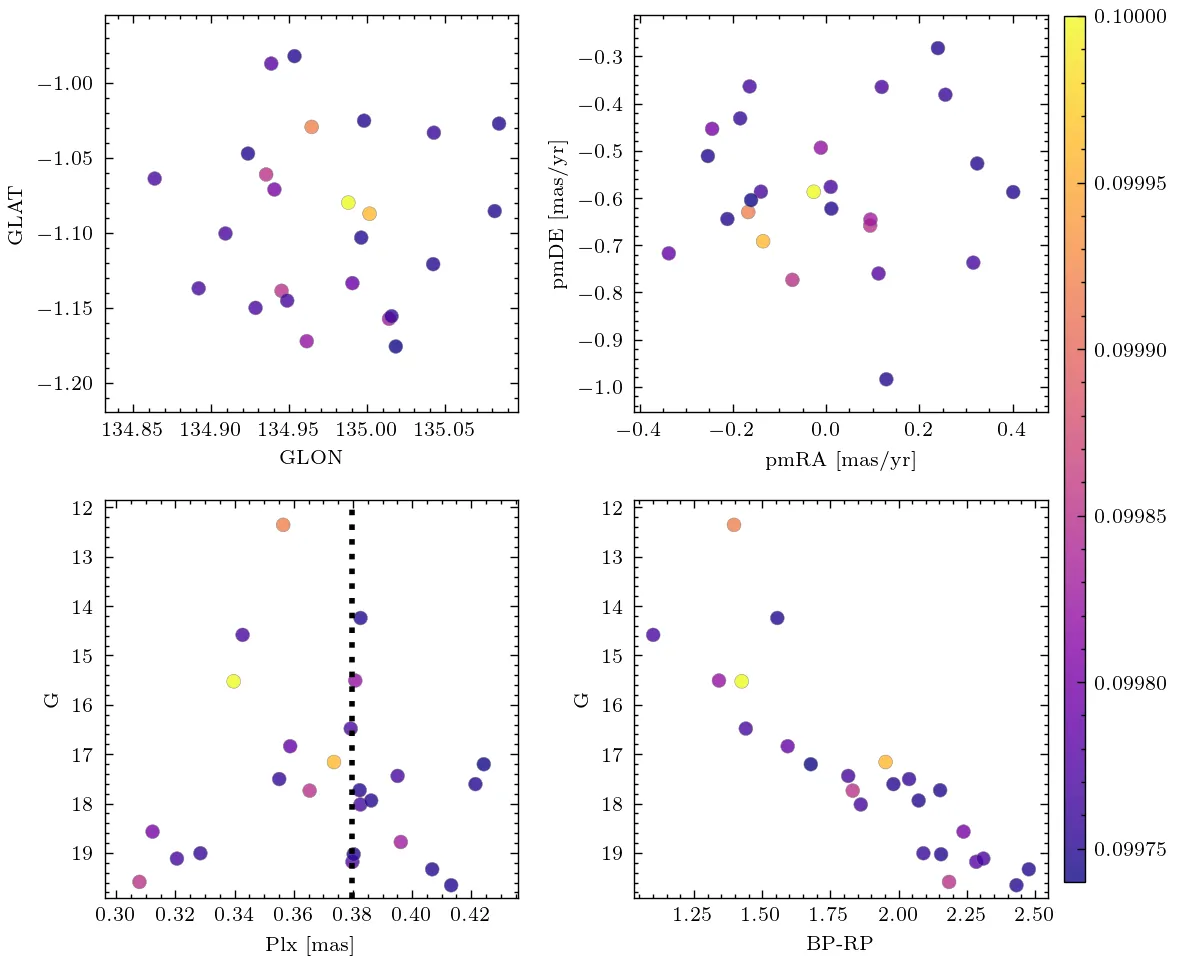 −1.00
−1.05
−1.10
−1.15
−1.20
GLAT
134.85 134.90 134.95 135.00 135.05
GLON
−0.3
−0.4
−0.5
−0.6
−0.7
−0.8
−0.9
−1.0
pmDE [mas/yr]
−0.4 −0.2 0.0 0.2 0.4
pmRA [mas/yr]
12
13
14
15
16
17
18
19
G
0.30 0.32 0.34 0.36 0.38 0.40 0.42
Plx [mas]
12
13
14
15
16
17
18
19
G
1.25 1.50 1.75 2.00 2.25 2.50
BP-RP
0.10000
0.09995
0.09990
0.09985
0.09980
0.09975